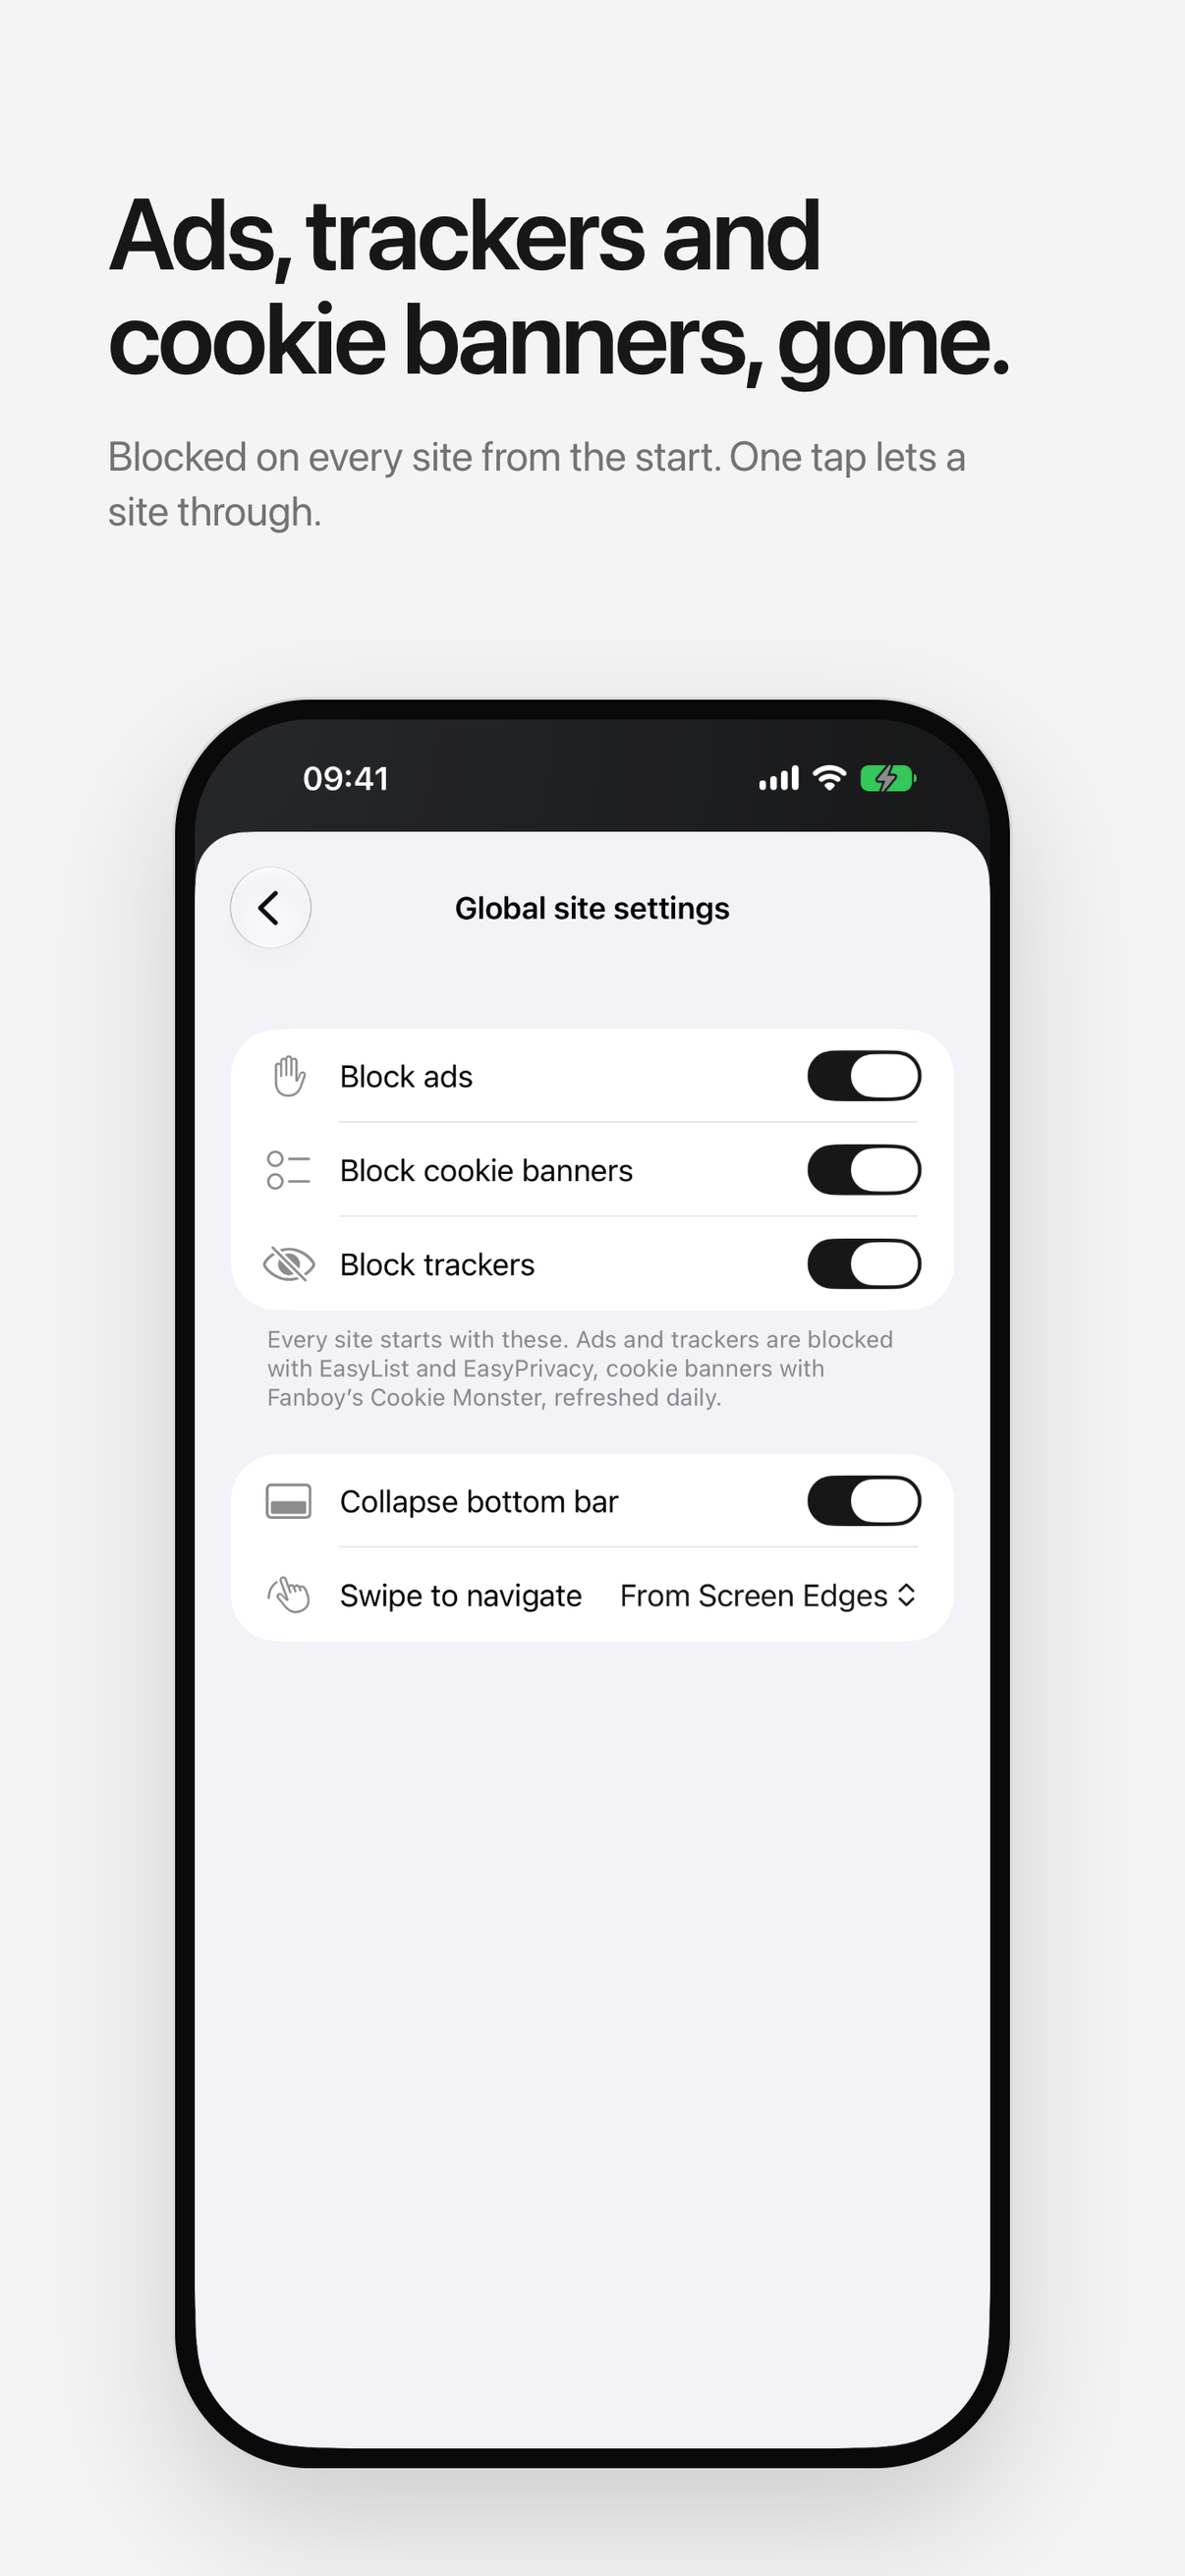 Ads, trackers and
cookie banners, gone.
Blocked on every site from the start. One tap lets a
site through.
09:41
Global site settings
Block ads
Block cookie banners
Block trackers
Every site starts with these. Ads and trackers are blocked
with EasyList and EasyPrivacy, cookie banners with
Fanboy’s Cookie Monster, refreshed daily.
Collapse bottom bar
Swipe to navigate From Screen Edges